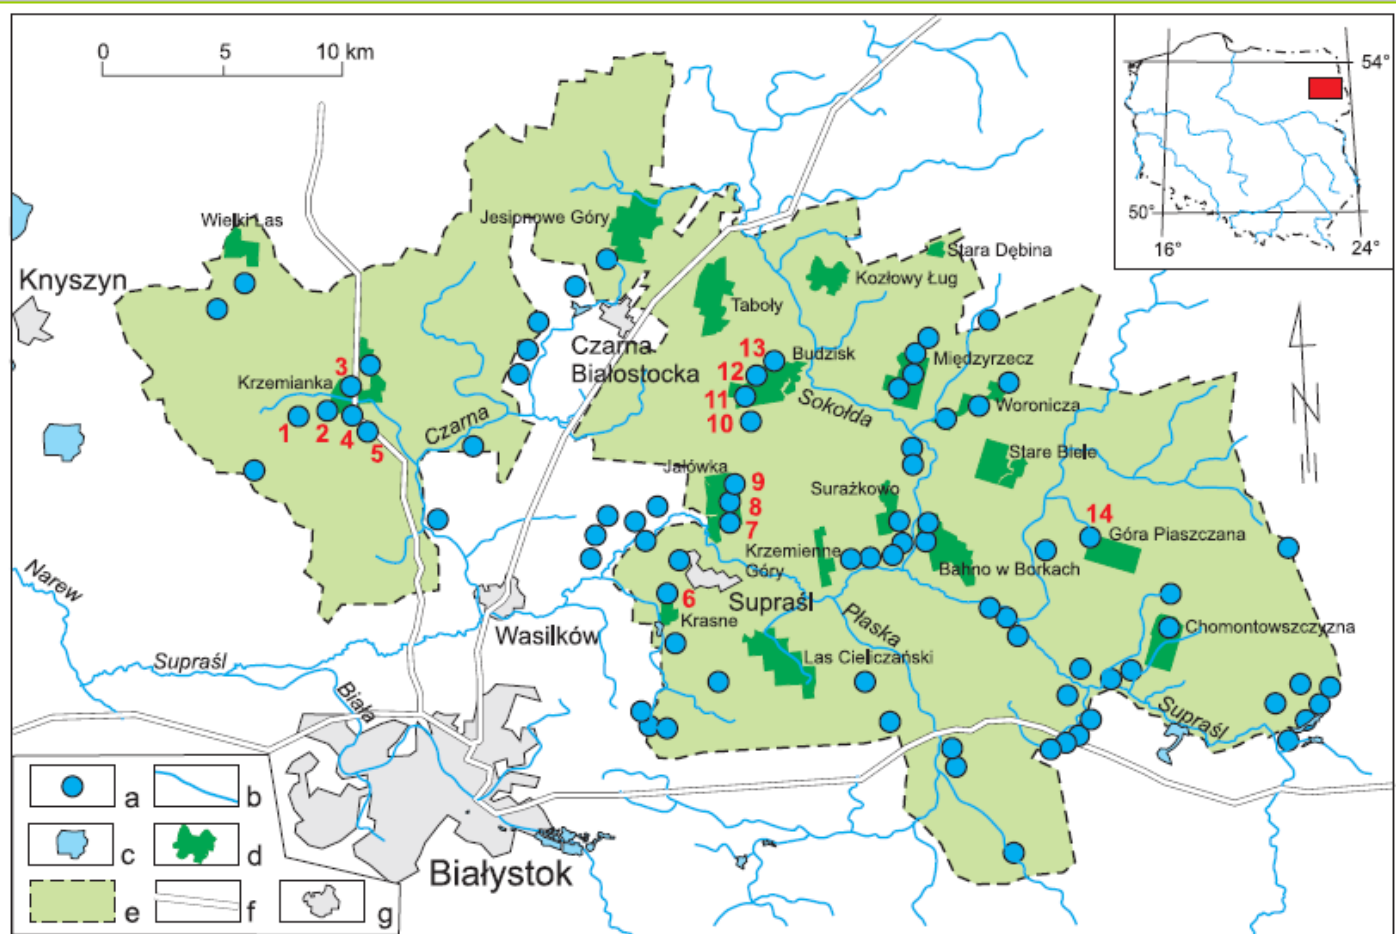 0 5 10 km
54°
50°
16°
24°
Wielki Las
Jesionowe Góry
Stara Dębina
Knyszyn
Kozłowy Ług
Taboły
Czarna
Białostocka
13
Budzisk
Międzyrzecz
3
12
Krzemianka
11
Sokołda
Woronicza
1
2
4
5
Czarna
10
Stare Biele
Jałówka
9
8
7
Surażkowo
14
Góra Piaszczana
Krzemienne
Góry
Bahno w Borkach
Narew
6
Supraśl
Krasne
Wasilków
Płaska
Chomontowszczyzna
Las Cieliczański
Supraśl
Biała
Supraśl
Białystok
a
b
c
d
e
f
g
N